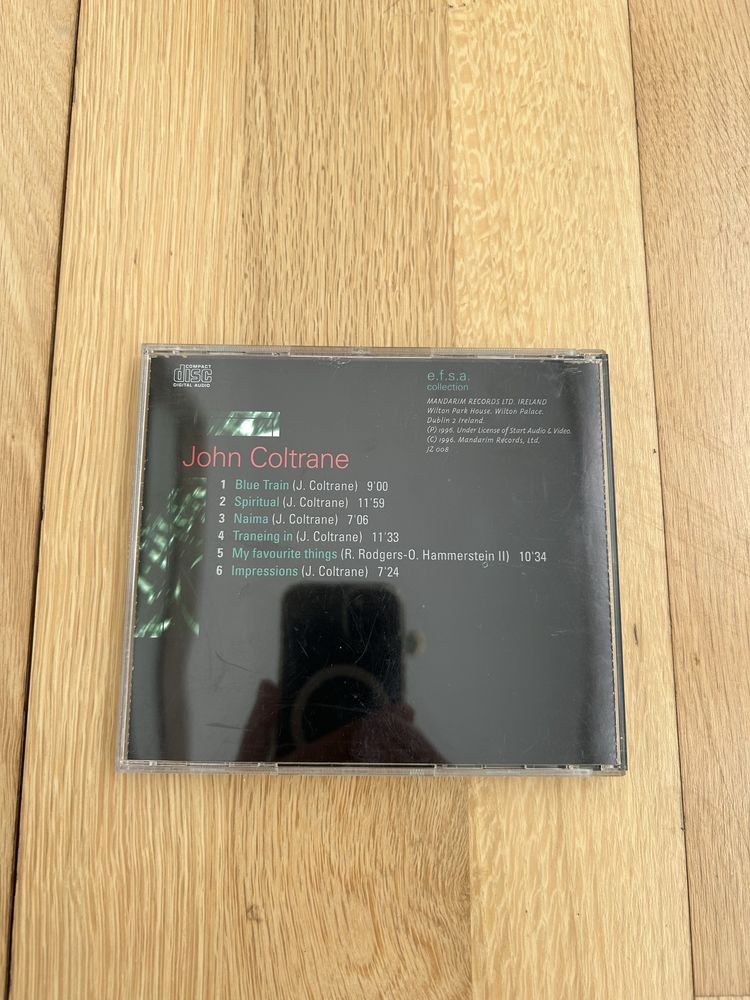 COMPACT
disc
DIGITAL AUDIO
e.f.s.a.
collection
MANDARIM RECORDS LTD. IRELAND
Wilton Park House. Wilton Palace.
Dublin 2 Ireland.
(P) 1996. Under License of Start Audio & Video.
(C) 1996. Mandarim Records, Ltd.
JZ 008
John Coltrane
1 Blue Train (J. Coltrane) 9'00
2 Spiritual (J. Coltrane) 11'59
3 Naima (J. Coltrane) 7'06
4 Traneing in (J. Coltrane) 11'33
5 My favourite things (R. Rodgers-O. Hammerstein II) 10'34
6 Impressions (J. Coltrane) 7'24